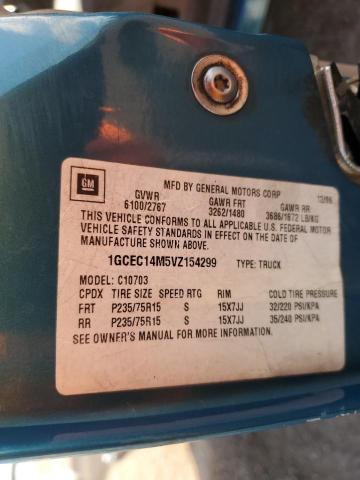 GM
MFD BY GENERAL MOTORS CORP 12/96
GVWR GAWR FRT GAWR RR
6100/2767 3262/1480 3686/1672 LB/KG
THIS VEHICLE CONFORMS TO ALL APPLICABLE U.S. FEDERAL MOTOR
VEHICLE SAFETY STANDARDS IN EFFECT ON THE DATE OF
MANUFACTURE SHOWN ABOVE.
1GCEC14M5VZ154299 TYPE: TRUCK
MODEL: C10703
CPDX TIRE SIZE SPEED RTG RIM COLD TIRE PRESSURE
FRT P235/75R15 S 15X7JJ 32/220 PSI/KPA
RR P235/75R15 S 15X7JJ 35/240 PSI/KPA
SEE OWNER'S MANUAL FOR MORE INFORMATION.